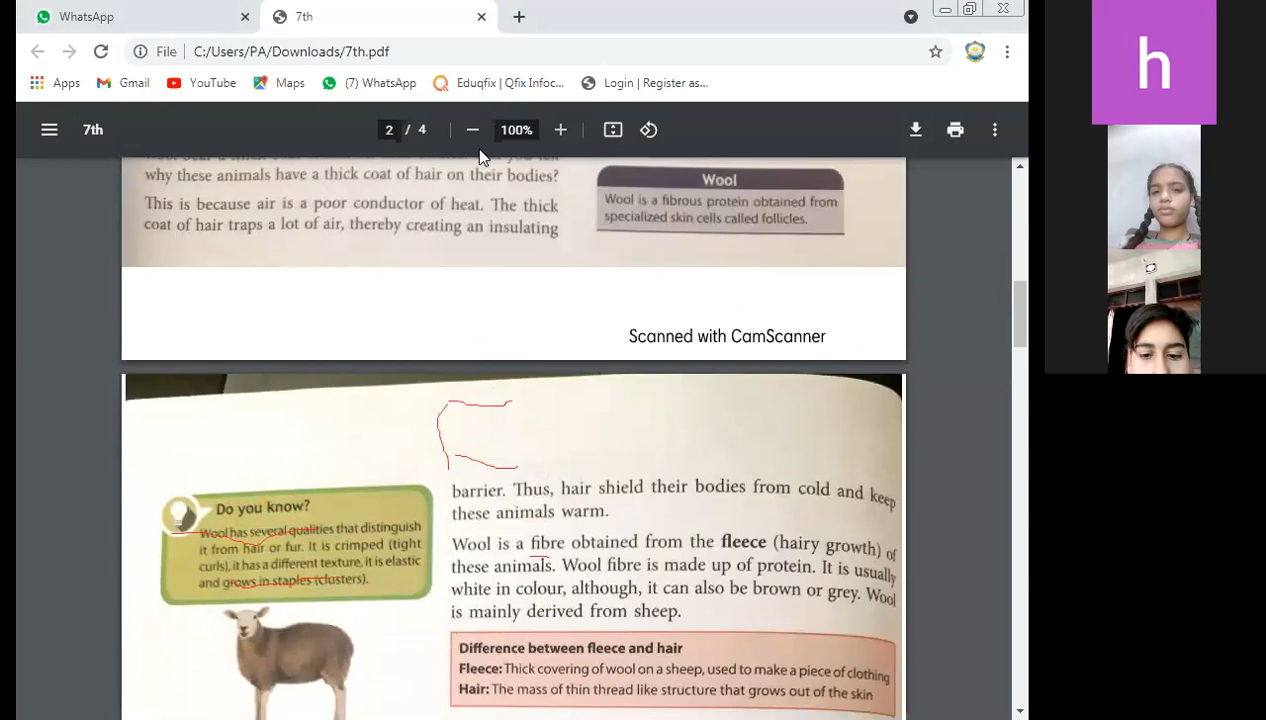 WhatsApp
7th
File
C:/Users/PA/Downloads/7th.pdf
Apps
Gmail
YouTube
Maps
(7) WhatsApp
Eduqfix | Qfix Infoc...
Login | Register as...
7th
2 / 4
100%
h
why these animals have a thick coat of hair on their bodies?
This is because air is a poor conductor of heat. The thick
coat of hair traps a lot of air, thereby creating an insulating
Wool
Wool is a fibrous protein obtained from
specialized skin cells called follicles.
Scanned with CamScanner
Do you know?
Wool has several qualities that distinguish
it from hair or fur. It is crimped (tight
curls), it has a different texture, it is elastic
and grows in staples (clusters).
barrier. Thus, hair shield their bodies from cold and keep
these animals warm.
Wool is a fibre obtained from the fleece (hairy growth) of
these animals. Wool fibre is made up of protein. It is usually
white in colour, although, it can also be brown or grey. Wool
is mainly derived from sheep.
Difference between fleece and hair
Fleece: Thick covering of wool on a sheep, used to make a piece of clothing
Hair: The mass of thin thread like structure that grows out of the skin